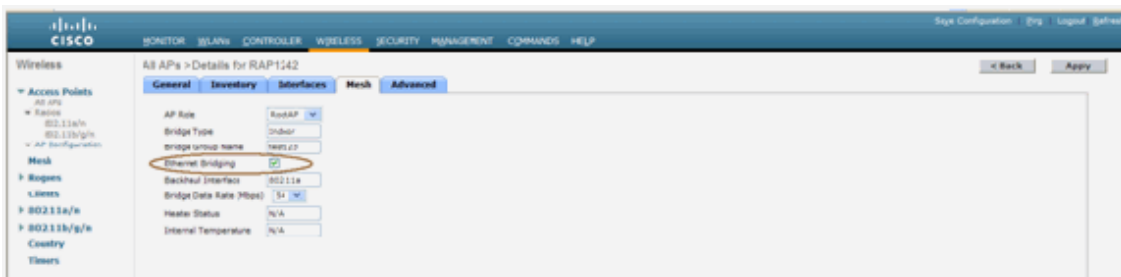 Save Configuration Ping Logout Refresh
CISCO
MONITOR WLANs CONTROLLER WIRELESS SECURITY MANAGEMENT COMMANDS HELP
Wireless
All APs > Details for RAP1242
< Back Apply
General Inventory Interfaces Mesh Advanced
Access Points
All APs
Radios
802.11a/n
802.11b/g/n
AP Configuration
Mesh
Rogues
Clients
802.11a/n
802.11b/g/n
Country
Timers
AP Role RootAP
Bridge Type Indoor
Bridge Group Name test123
Ethernet Bridging
Backhaul Interface 802.11a
Bridge Data Rate (Mbps) 54
Heater Status N/A
Internal Temperature N/A